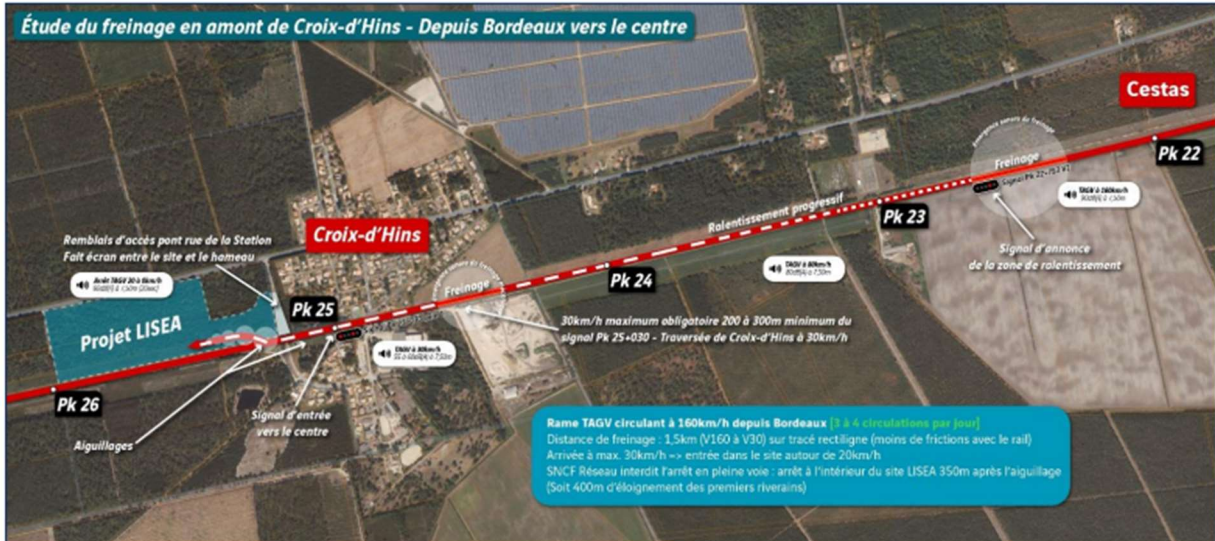 Étude du freinage en amont de Croix-d'Hins - Depuis Bordeaux vers le centre
Cestas
Pk 22
Freinage
TAGV à 160km/h
Signal d'annonce
de la zone de ralentissement
Pk 23
Ralentissement progressif
TAGV à 80km/h
80dB(A) à 7,50m
Pk 24
Croix-d'Hins
Freinage
30km/h maximum obligatoire 200 à 300m minimum du
signal Pk 25+030 - Traversée de Croix-d'Hins à 30km/h
Remblais d'accès pont rue de la Station
Fait écran entre le site et le hameau
Pk 25
TAGV à 30km/h
Projet LISEA
Pk 26
Aiguillages
Signal d'entrée
vers le centre
Rame TAGV circulant à 160km/h depuis Bordeaux [3 à 4 circulations par jour]
Distance de freinage : 1,5km (V160 à V30) sur tracé rectiligne (moins de frictions avec le rail)
Arrivée à max. 30km/h => entrée dans le site autour de 20km/h
SNCF Réseau interdit l'arrêt en pleine voie : arrêt à l'intérieur du site LISEA 350m après l'aiguillage
(Soit 400m d'éloignement des premiers riverains)